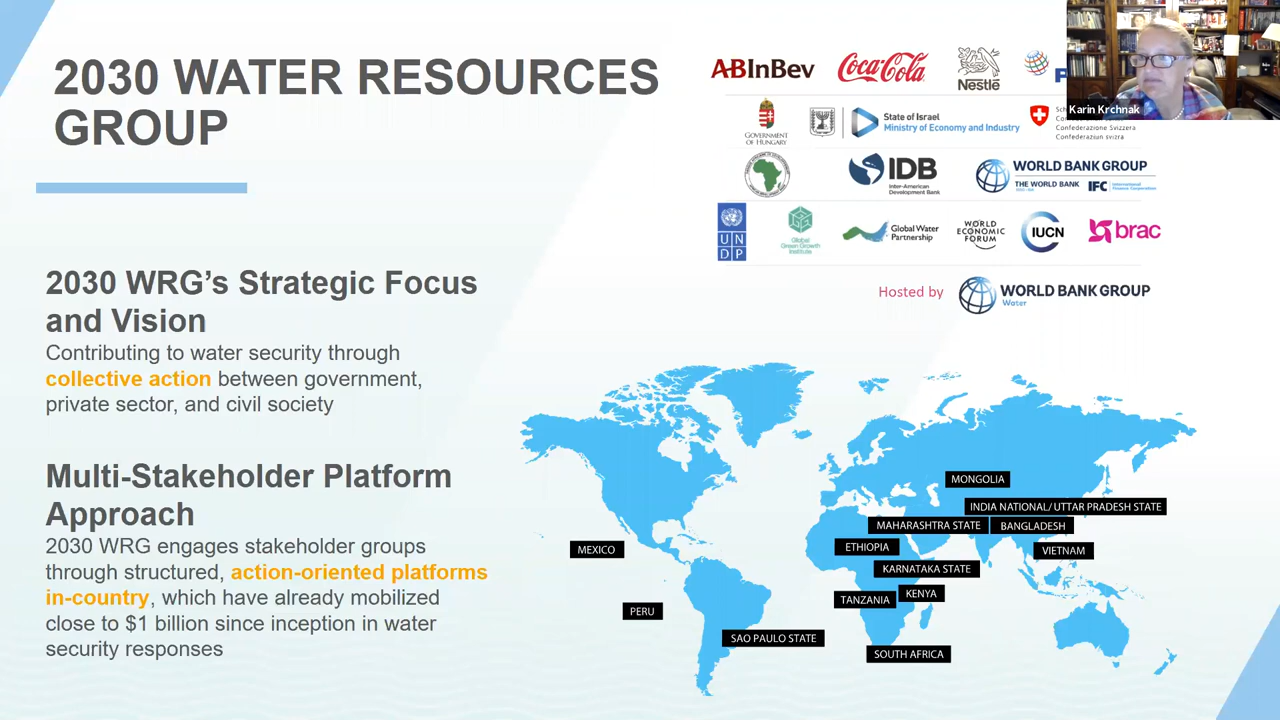 2030 WATER RESOURCES
GROUP
2030 WRG's Strategic Focus
and Vision
Contributing to water security through
collective action between government,
private sector, and civil society
Multi-Stakeholder Platform
Approach
2030 WRG engages stakeholder groups
through structured, action-oriented platforms
in-country, which have already mobilized
close to $1 billion since inception in water
security responses
ABInBev
Coca-Cola
Nestlé
Karin Krchnak
GOVERNMENT
OF HUNGARY
State of Israel
Ministry of Economy and Industry
Confederazione Svizzera
Confederaziun svizra
IDB
Inter-American
Development Bank
WORLD BANK GROUP
THE WORLD BANK
IFC International
Finance Corporation
U N
D P
Global
Green Growth
Institute
Global Water
Partnership
WORLD
ECONOMIC
FORUM
IUCN
brac
Hosted by
WORLD BANK GROUP
Water
MONGOLIA
INDIA NATIONAL/ UTTAR PRADESH STATE
MAHARASHTRA STATE
BANGLADESH
MEXICO
ETHIOPIA
VIETNAM
KARNATAKA STATE
TANZANIA
KENYA
PERU
SAO PAULO STATE
SOUTH AFRICA